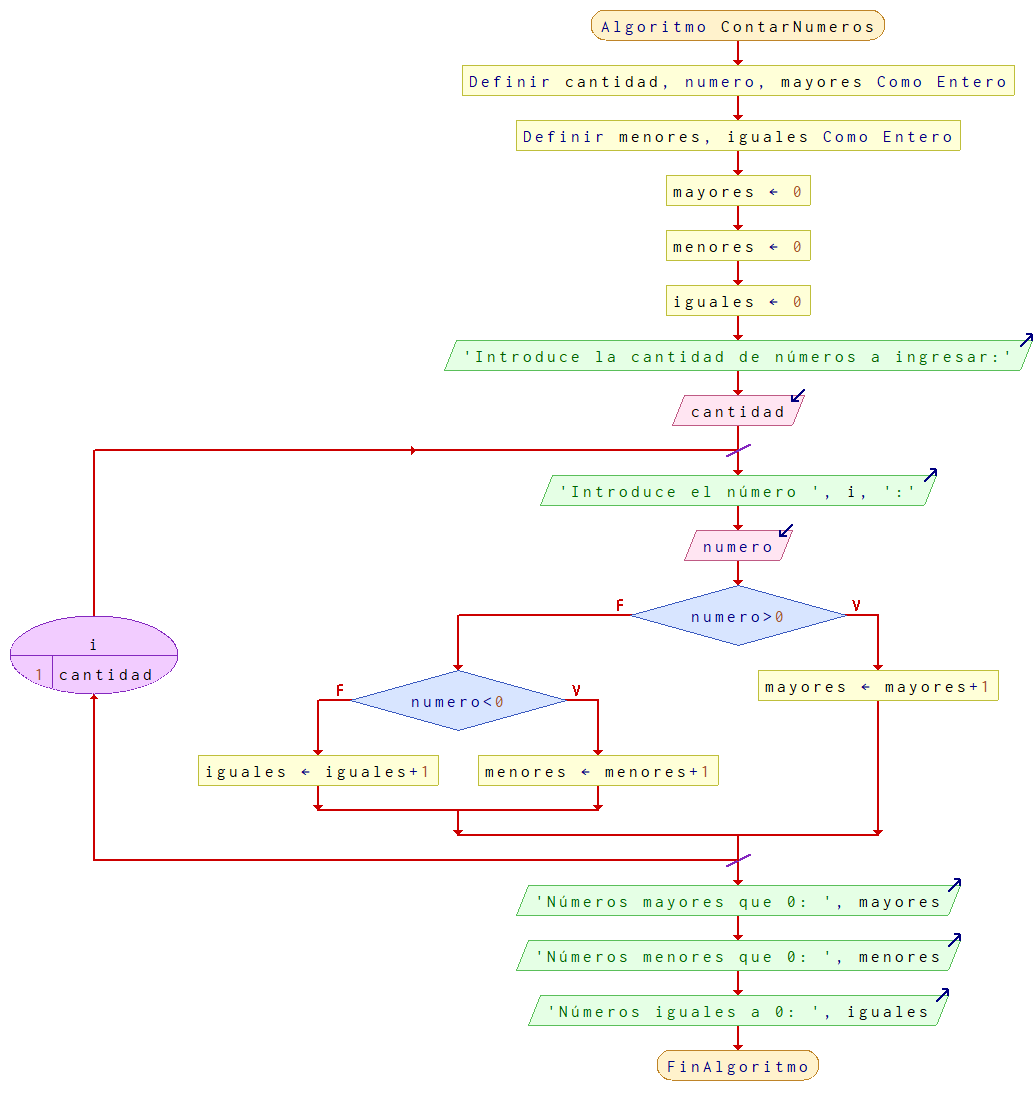 Algoritmo ContarNumeros
Definir cantidad, numero, mayores Como Entero
Definir menores, iguales Como Entero
mayores ← 0
menores ← 0
iguales ← 0
'Introduce la cantidad de números a ingresar:'
cantidad
'Introduce el número ', i, ':'
numero
F
V
numero>0
i
1
cantidad
mayores ← mayores+1
F
V
numero<0
iguales ← iguales+1
menores ← menores+1
'Números mayores que 0: ', mayores
'Números menores que 0: ', menores
'Números iguales a 0: ', iguales
FinAlgoritmo